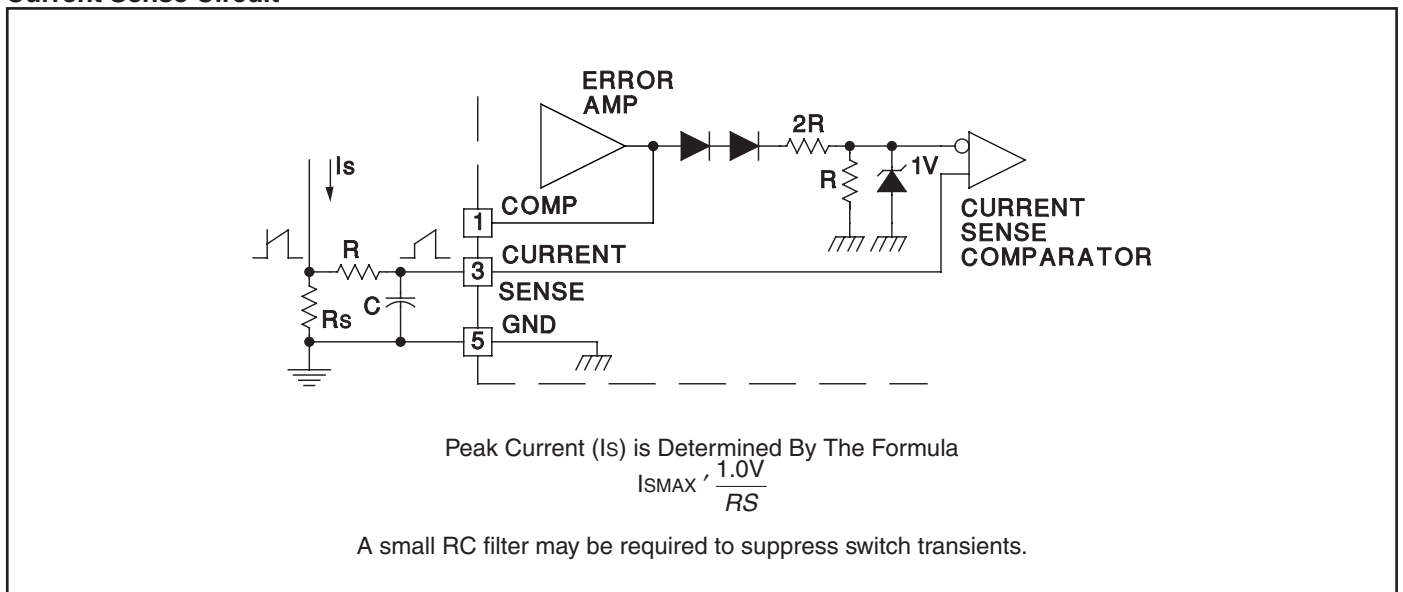 Current Sense Circuit
ERROR
AMP
2R
Is
R
1V
1 COMP
CURRENT
SENSE
COMPARATOR
R
3 CURRENT
SENSE
C
Rs
5 GND
Peak Current (IS) is Determined By The Formula
ISMAX ′ 1.0V
RS
A small RC filter may be required to suppress switch transients.